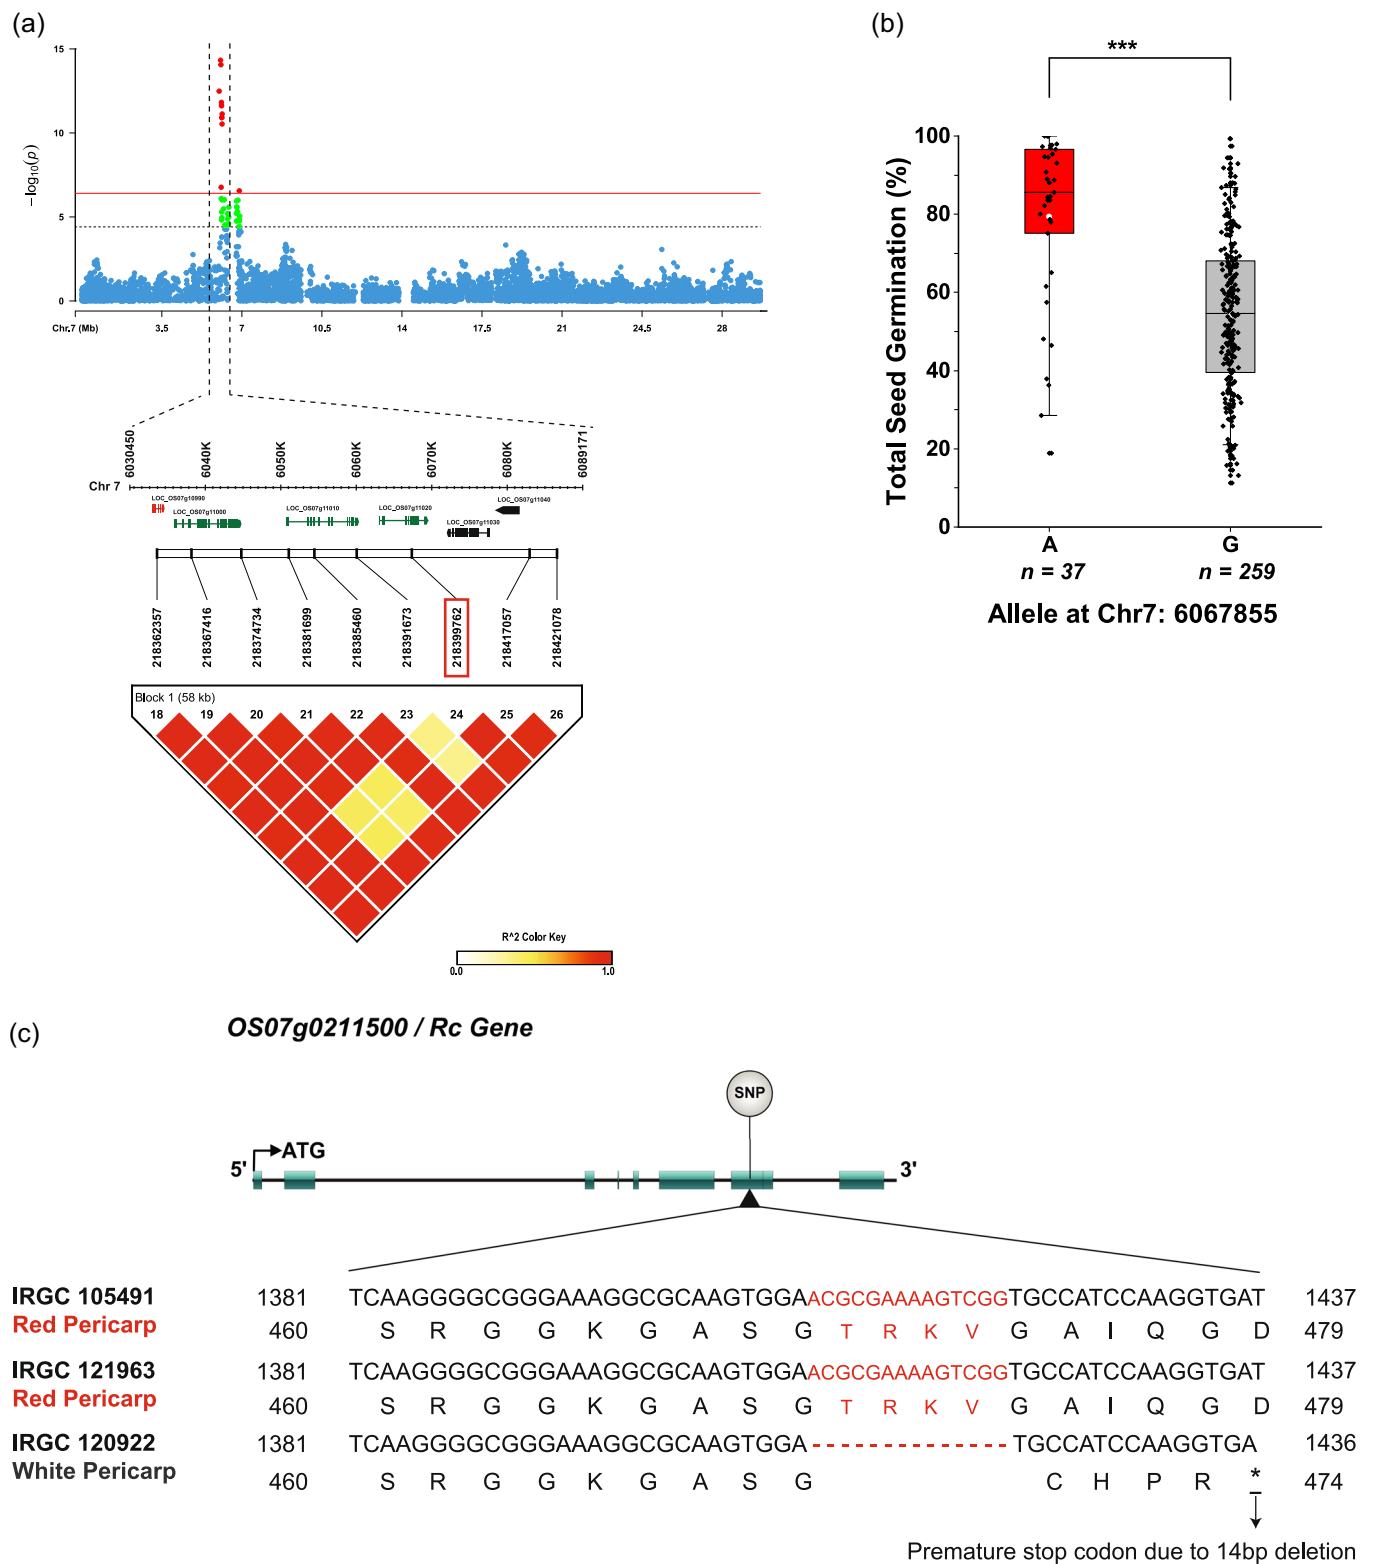 (a)
15
10
5
0
−log10(p)
Chr.7 (Mb) 3.5 7 10.5 14 17.5 21 24.5 28
6030450 6040K 6050K 6060K 6070K 6080K 6089171
Chr 7
LOC_OS07g10990
LOC_OS07g11000
LOC_OS07g11010
LOC_OS07g11020
LOC_OS07g11030
LOC_OS07g11040
218362357 218367416 218374734 218381699 218385460 218391673 218399762 218417057 218421078
Block 1 (58 kb)
18 19 20 21 22 23 24 25 26
R^2 Color Key
0.0 1.0
(b)
***
Total Seed Germination (%)
100
80
60
40
20
0
A G
n = 37 n = 259
Allele at Chr7: 6067855
(c)
OS07g0211500 / Rc Gene
SNP
ATG
5' 3'
IRGC 105491 1381 TCAAGGGGCGGGAAAGGCGCAAGTGGAACGCGAAAAGTCGGTGCCATCCAAGGTGAT 1437
Red Pericarp 460 S R G G K G A S G T R K V G A I Q G D 479
IRGC 121963 1381 TCAAGGGGCGGGAAAGGCGCAAGTGGAACGCGAAAAGTCGGTGCCATCCAAGGTGAT 1437
Red Pericarp 460 S R G G K G A S G T R K V G A I Q G D 479
IRGC 120922 1381 TCAAGGGGCGGGAAAGGCGCAAGTGGA--------------TGCCATCCAAGGTGA 1436
White Pericarp 460 S R G G K G A S G C H P R * 474
Premature stop codon due to 14bp deletion